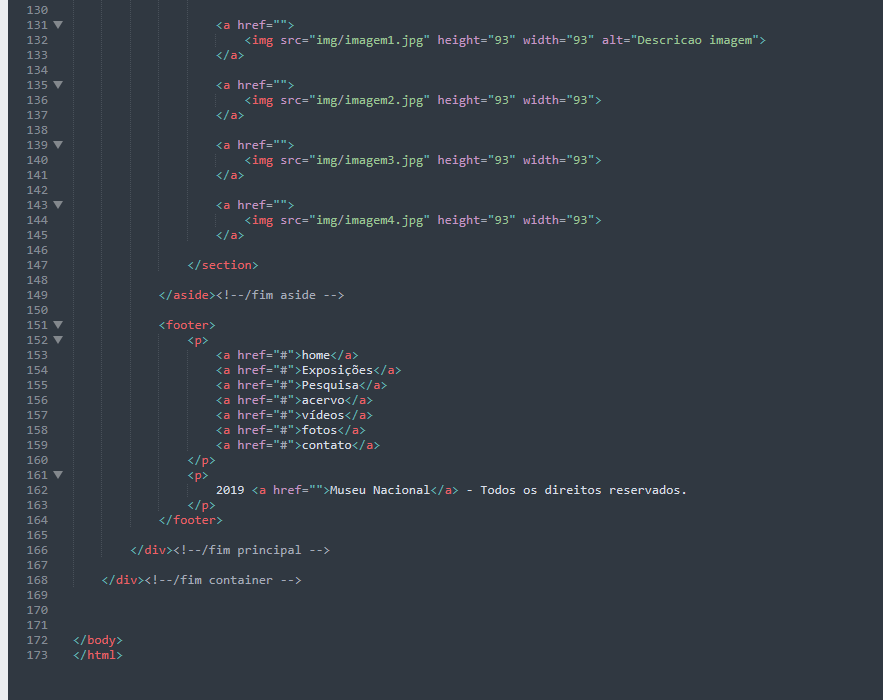 130
131 <a href="">
132 <img src="img/imagem1.jpg" height="93" width="93" alt="Descricao imagem">
133 </a>
134
135 <a href="">
136 <img src="img/imagem2.jpg" height="93" width="93">
137 </a>
138
139 <a href="">
140 <img src="img/imagem3.jpg" height="93" width="93">
141 </a>
142
143 <a href="">
144 <img src="img/imagem4.jpg" height="93" width="93">
145 </a>
146
147 </section>
148
149 </aside><!--/fim aside -->
150
151 <footer>
152 <p>
153 <a href="#">home</a>
154 <a href="#">Exposições</a>
155 <a href="#">Pesquisa</a>
156 <a href="#">acervo</a>
157 <a href="#">vídeos</a>
158 <a href="#">fotos</a>
159 <a href="#">contato</a>
160 </p>
161 <p>
162 2019 <a href="">Museu Nacional</a> - Todos os direitos reservados.
163 </p>
164 </footer>
165
166 </div><!--/fim principal -->
167
168 </div><!--/fim container -->
169
170
171
172 </body>
173 </html>